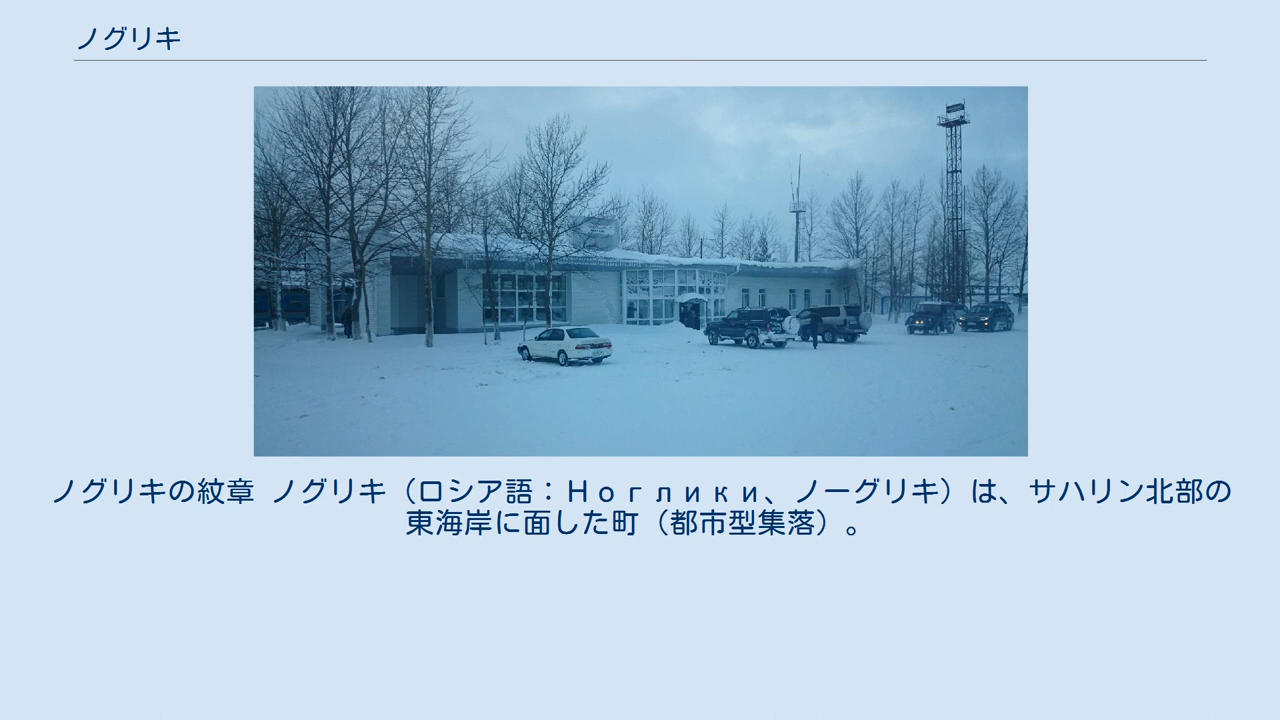 ノグリキ
ノグリキの紋章 ノグリキ（ロシア語：Ноглики、ノーグリキ）は、サハリン北部の
東海岸に面した町（都市型集落）。